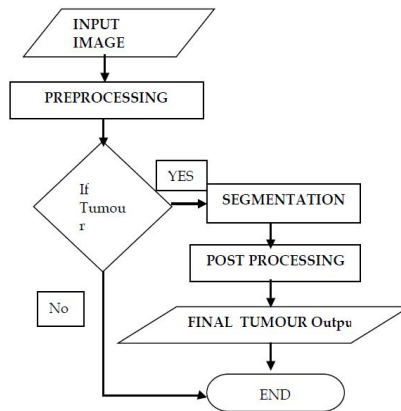 INPUT
IMAGE
PREPROCESSING
If
Tumou
r
YES
SEGMENTATION
POST PROCESSING
No
FINAL TUMOUR Outpu
END